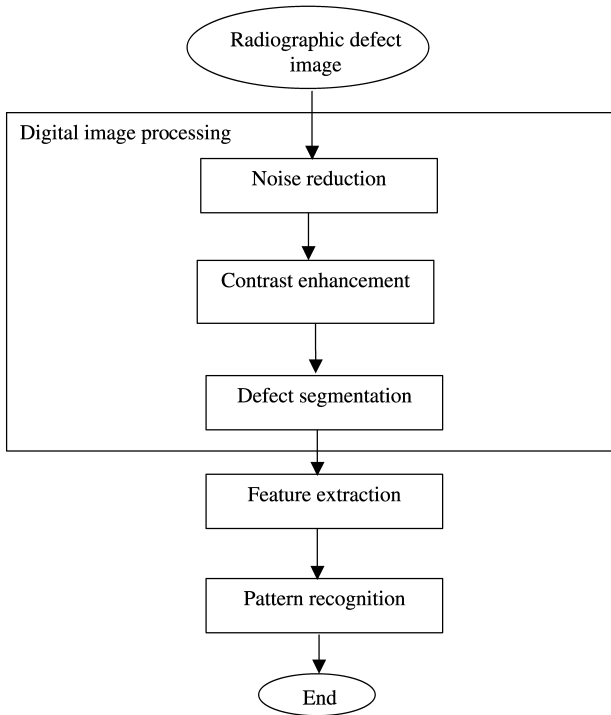 Radiographic defect
image
Digital image processing
Noise reduction
Contrast enhancement
Defect segmentation
Feature extraction
Pattern recognition
End